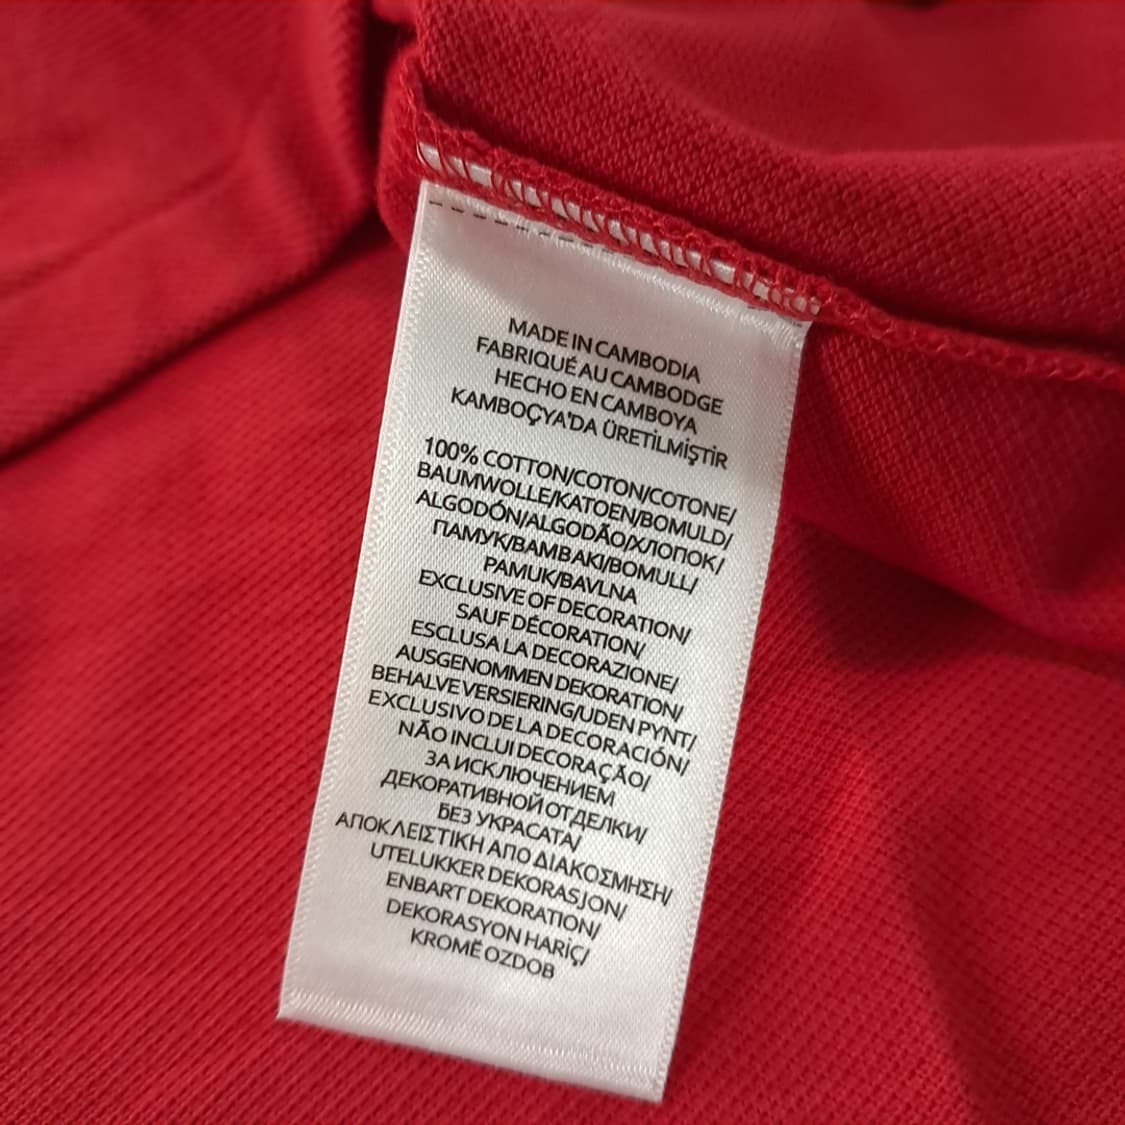 MADE IN CAMBODIA
FABRIQUÉ AU CAMBODGE
HECHO EN CAMBOYA
KAMBOÇYA'DA ÜRETİLMİŞTİR
100% COTTON/COTON/COTONE/
BAUMWOLLE/KATOEN/BOMULD/
ALGODÓN/ALGODÃO/ХЛОПОК/
ПАМУК/BAMBAKI/BOMULL/
PAMUK/BAVLNA
EXCLUSIVE OF DECORATION/
SAUF DÉCORATION/
ESCLUSA LA DECORAZIONE/
AUSGENOMMEN DEKORATION/
BEHALVE VERSIERING/UDEN PYNT/
EXCLUSIVO DE LA DECORACIÓN/
NÃO INCLUI DECORAÇÃO/
ЗА ИСКЛЮЧЕНИЕМ
ДЕКОРАТИВНОЙ ОТДЕЛКИ/
БЕЗ УКРАСАТА/
ΑΠΟΚΛΕΙΣΤΙΚΗ ΑΠΟ ΔΙΑΚΟΣΜΗΣΗ/
UTELUKKER DEKORASJON/
ENBART DEKORATION/
DEKORASYON HARİÇ/
KROMĚ OZDOB